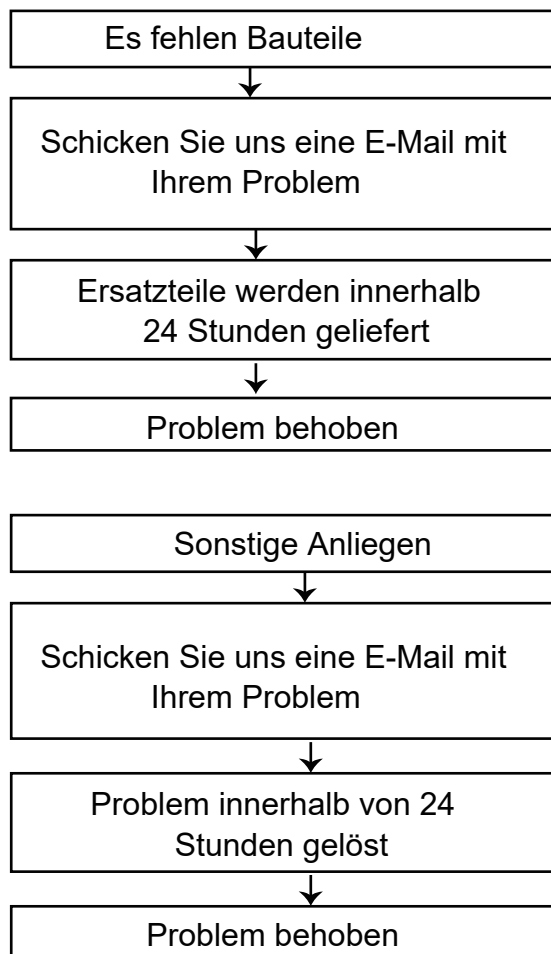 Es fehlen Bauteile
Schicken Sie uns eine E-Mail mit
Ihrem Problem
Ersatzteile werden innerhalb
24 Stunden geliefert
Problem behoben
Sonstige Anliegen
Schicken Sie uns eine E-Mail mit
Ihrem Problem
Problem innerhalb von 24
Stunden gelöst
Problem behoben